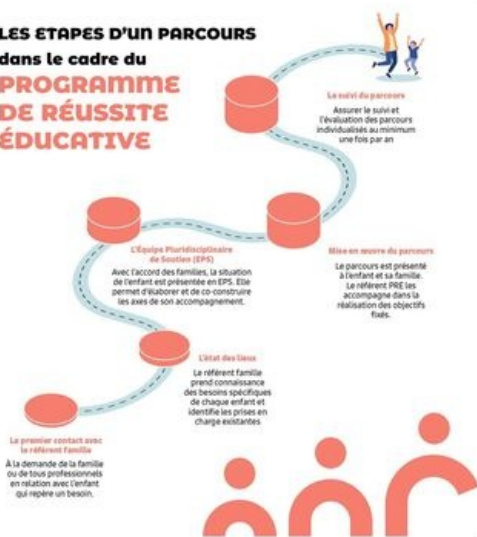 LES ETAPES D'UN PARCOURS
dans le cadre du
PROGRAMME
DE RÉUSSITE
ÉDUCATIVE
Le suivi du parcours
Assurer le suivi et
l'évaluation des parcours
individualisés au minimum
une fois par an
Mise en œuvre du parcours
Le parcours est présenté
à l'enfant et sa famille.
Le référent PRE les
accompagne dans la
réalisation des objectifs
fixés.
L'Équipe Pluridisciplinaire
de Soutien (EPS)
Avec l'accord des familles, la situation
de l'enfant est présentée en EPS. Elle
permet d'élaborer et de co-construire
les axes de son accompagnement.
L'état des lieux
Le référent famille
prend connaissance
des besoins spécifiques
de chaque enfant et
identifie les prises en
charge existantes
Le premier contact avec
le référent famille
À la demande de la famille
ou de tous professionnels
en relation avec l'enfant
qui repère un besoin.